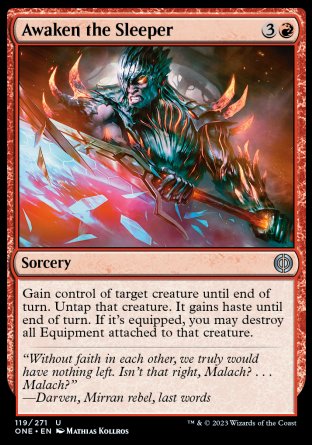 Awaken the Sleeper 3
Sorcery
Gain control of target creature until end of
turn. Untap that creature. It gains haste until
end of turn. If it's equipped, you may destroy
all Equipment attached to that creature.
"Without faith in each other, we truly would
have nothing left. Isn't that right, Malach? . . .
Malach?"
—Darven, Mirran rebel, last words
119/271 U
ONE • EN Mathias Kollros
™ & © 2023 Wizards of the Coast